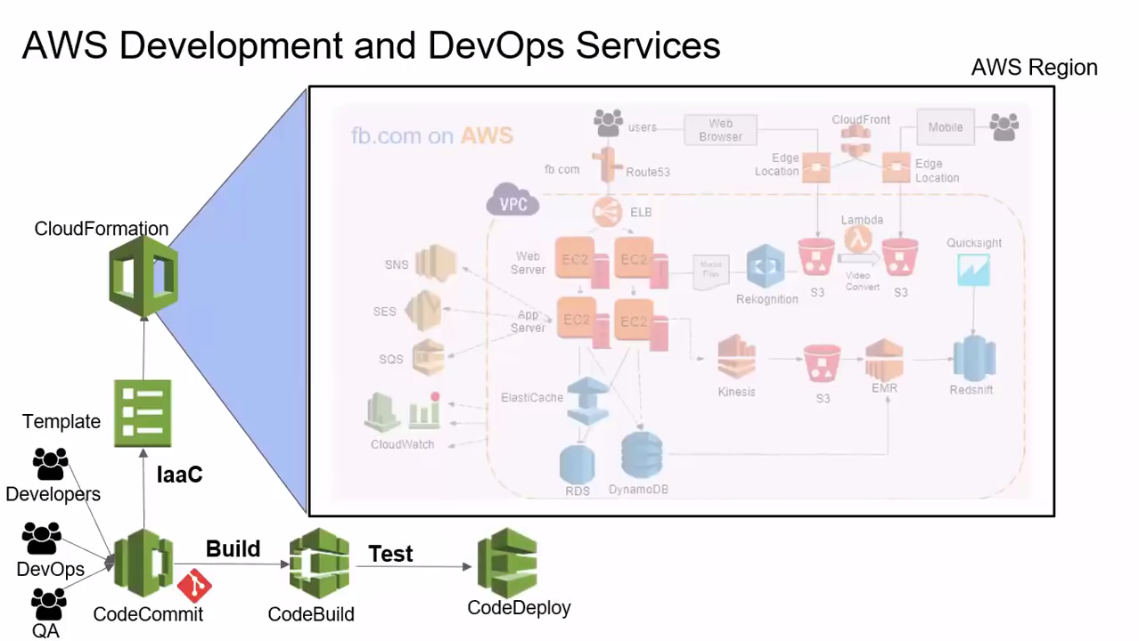 AWS Development and DevOps Services
AWS Region
fb.com on AWS
users
Web
Browser
CloudFront
Mobile
fb.com
Route53
Edge
Location
Edge
Location
VPC
ELB
Lambda
Quicksight
CloudFormation
SNS
Web
Server
EC2
EC2
Media
Files
Rekognition
S3
Video
Convert
S3
SES
App
Server
EC2
EC2
SQS
Kinesis
S3
EMR
Redshift
ElastiCache
CloudWatch
RDS
DynamoDB
Template
IaaC
Developers
DevOps
QA
CodeCommit
Build
CodeBuild
Test
CodeDeploy